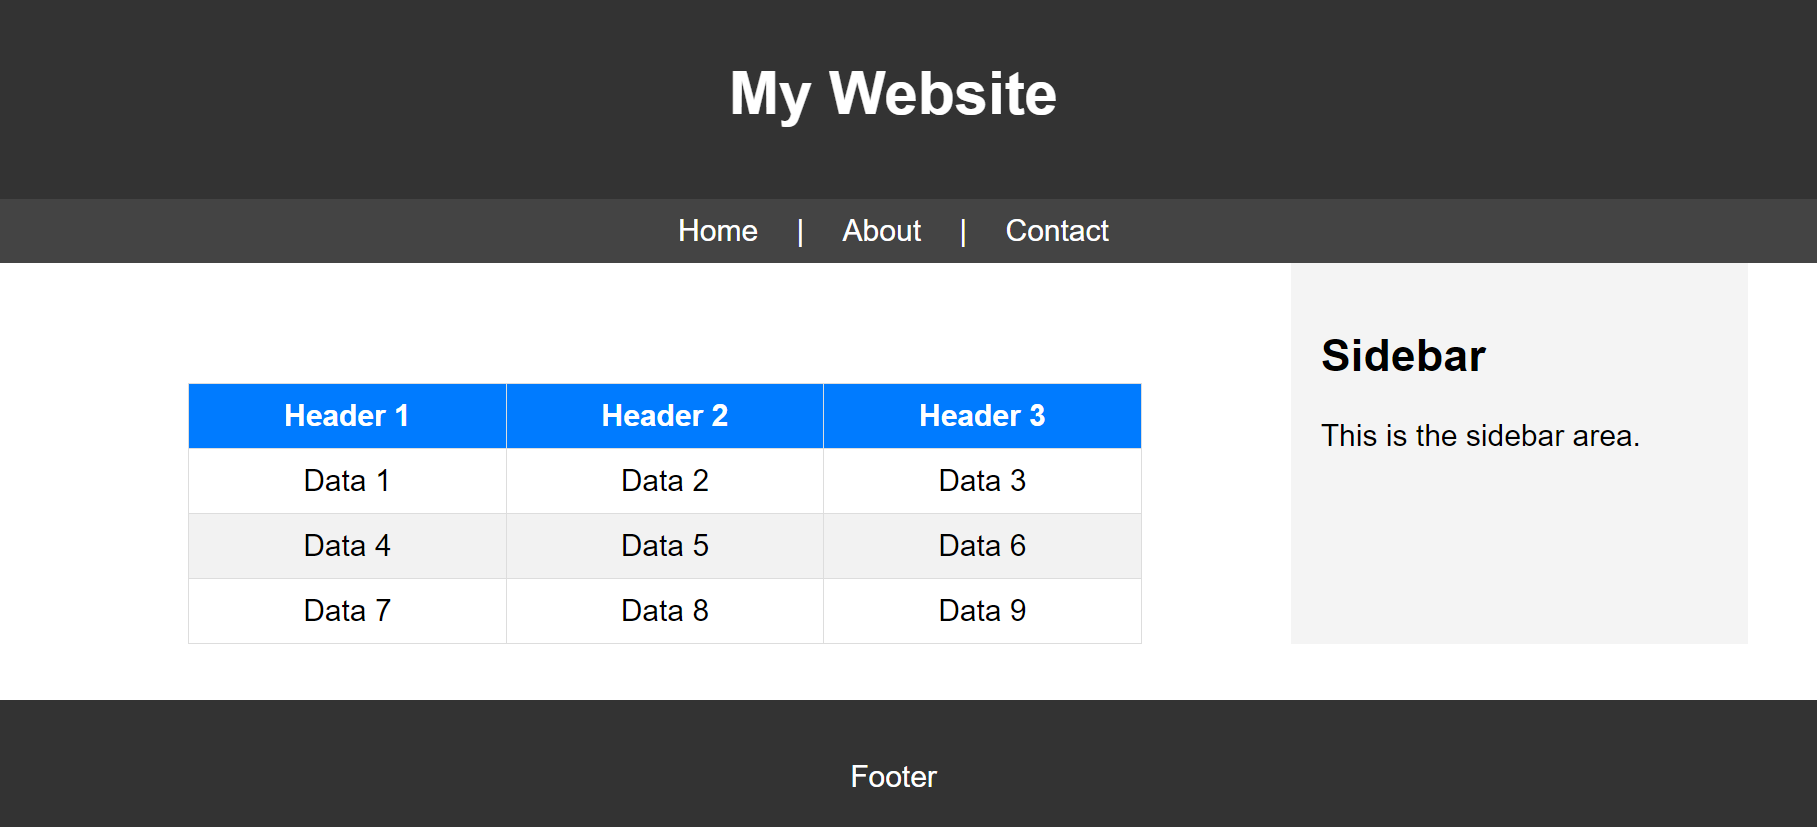 My Website
Home | About | Contact
Header 1 Header 2 Header 3
Data 1 Data 2 Data 3
Data 4 Data 5 Data 6
Data 7 Data 8 Data 9
Sidebar
This is the sidebar area.
Footer